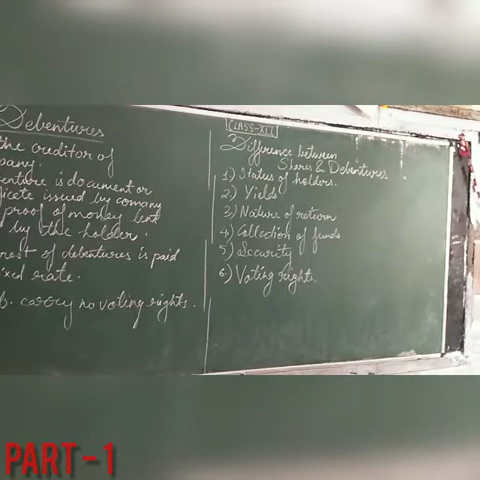 Debentures
the creditor of
pany.
enture is document or
ficate issued by company
proof of money lent
by the holder.
rest of debentures is paid
ixed rate.
carry no voting rights.
CLASS-XII
Difference between
Shares & Debentures.
1) Status of holders.
2) Yield
3) Nature of return
4) Collection of funds
5) Security
6) Voting rights.
PART-1